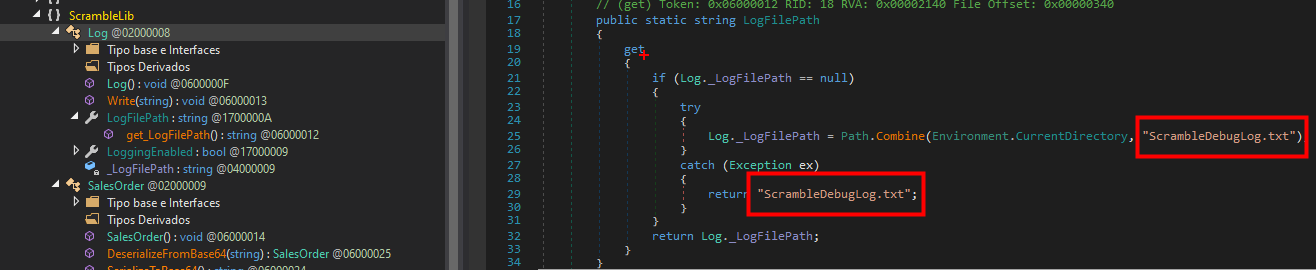 ScrambleLib
Log @02000008
Tipo base e Interfaces
Tipos Derivados
Log() : void @0600000F
Write(string) : void @06000013
LogFilePath : string @1700000A
get_LogFilePath() : string @06000012
LoggingEnabled : bool @17000009
_LogFilePath : string @04000009
SalesOrder @02000009
Tipo base e Interfaces
Tipos Derivados
SalesOrder() : void @06000014
DeserializeFromBase64(string) : SalesOrder @06000025
SerializeToBase64() : string @06000024
16 // (get) Token: 0x06000012 RID: 18 RVA: 0x00002140 File Offset: 0x00000340
17 public static string LogFilePath
18 {
19 get
20 {
21 if (Log._LogFilePath == null)
22 {
23 try
24 {
25 Log._LogFilePath = Path.Combine(Environment.CurrentDirectory, "ScrambleDebugLog.txt")
26 }
27 catch (Exception ex)
28 {
29 return "ScrambleDebugLog.txt";
30 }
31 }
32 return Log._LogFilePath;
33 }
34 }